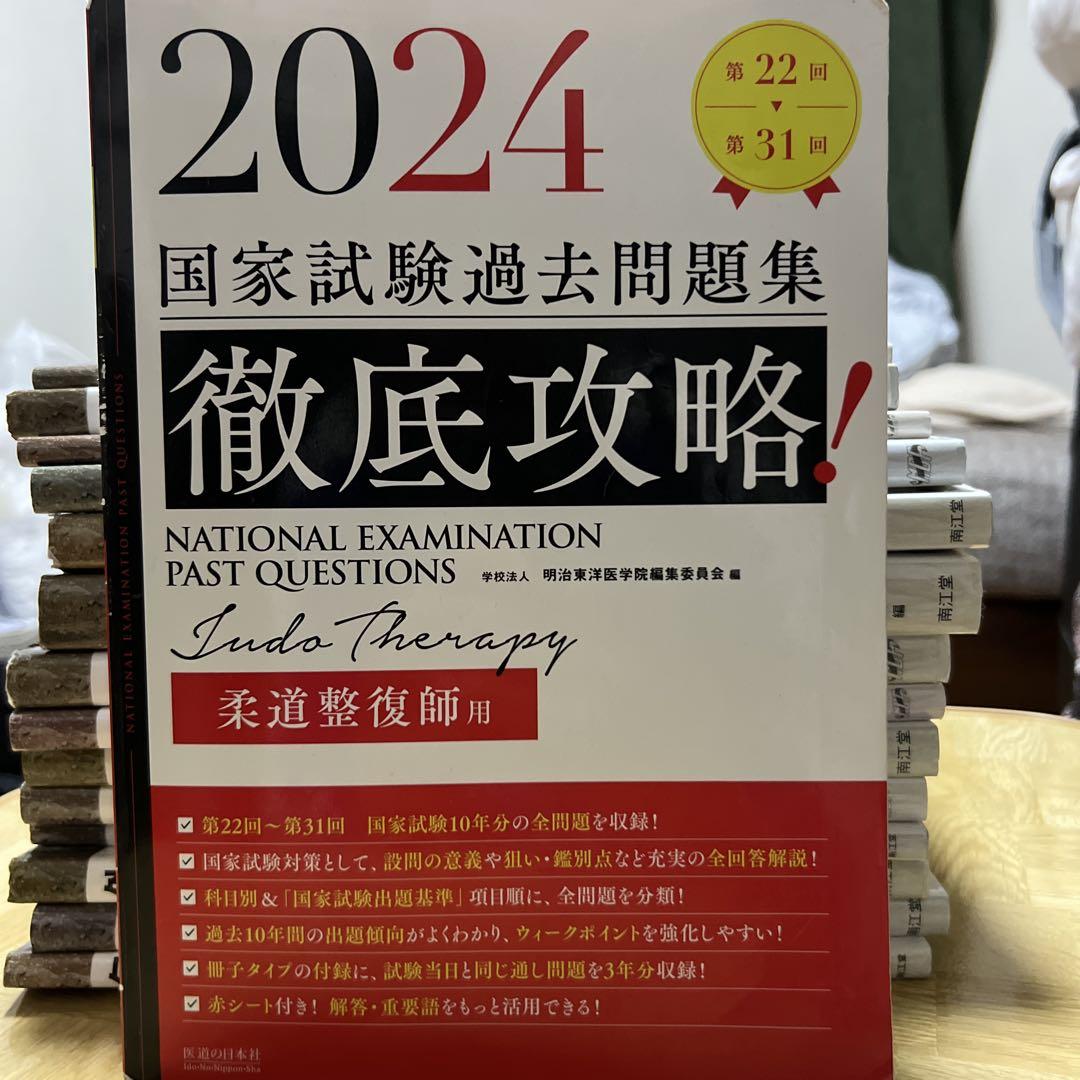 2024
第22回
第31回
国家試験過去問題集
徹底攻略!
NATIONAL EXAMINATION
PAST QUESTIONS 学校法人 明治東洋医学院編集委員会 編
Judo Therapy
柔道整復師用
第22回～第31回 国家試験10年分の全問題を収録!
国家試験対策として、設問の意義や狙い・鑑別点など充実の全回答解説!
科目別&「国家試験出題基準」項目順に、全問題を分類!
過去10年間の出題傾向がよくわかり、ウィークポイントを強化しやすい!
冊子タイプの付録に、試験当日と同じ通し問題を3年分収録!
赤シート付き! 解答・重要語をもっと活用できる!
医道の日本社
Ido-No-Nippon-Sha
NATIONAL EXAMINATION PAST QUESTIONS
南江堂
編 南江堂
南江堂
南江堂